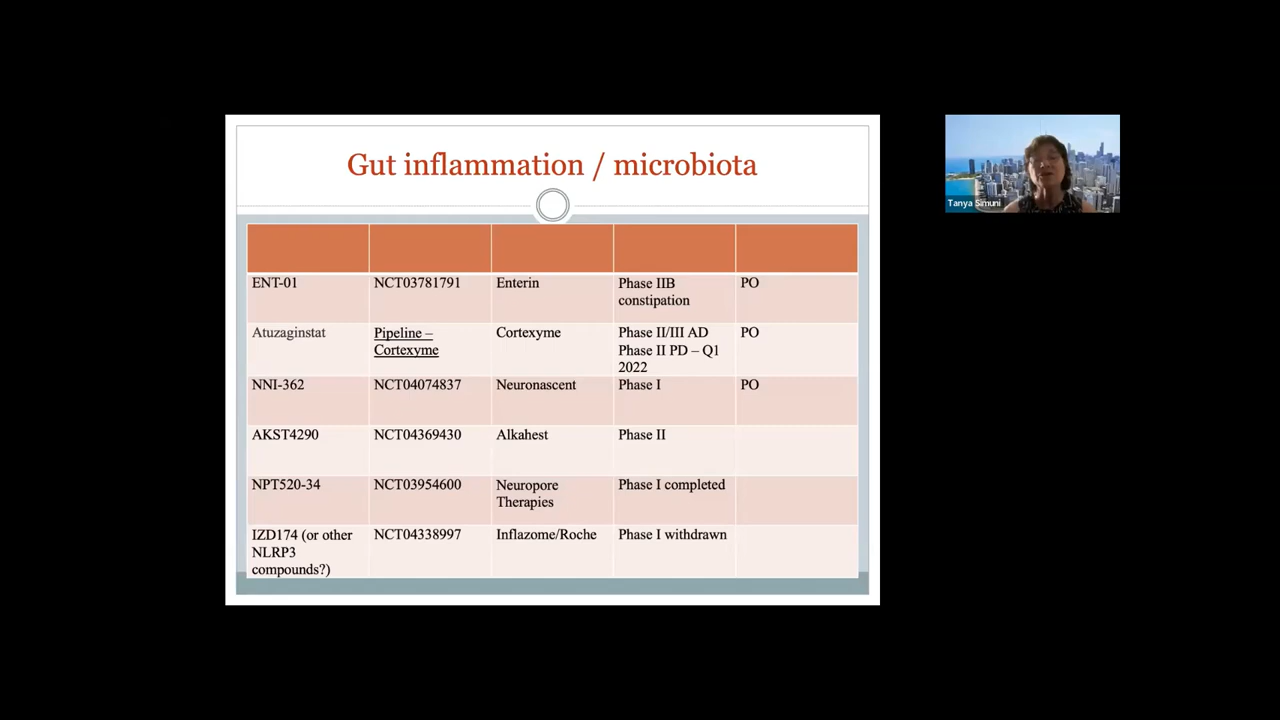 Gut inflammation / microbiota
ENT-01 NCT03781791 Enterin Phase IIB constipation PO
Atuzaginstat Pipeline – Cortexyme Cortexyme Phase II/III AD Phase II PD – Q1 2022 PO
NNI-362 NCT04074837 Neuronascent Phase I PO
AKST4290 NCT04369430 Alkahest Phase II
NPT520-34 NCT03954600 Neuropore Therapies Phase I completed
IZD174 (or other NLRP3 compounds?) NCT04338997 Inflazome/Roche Phase I withdrawn
Tanya Simuni